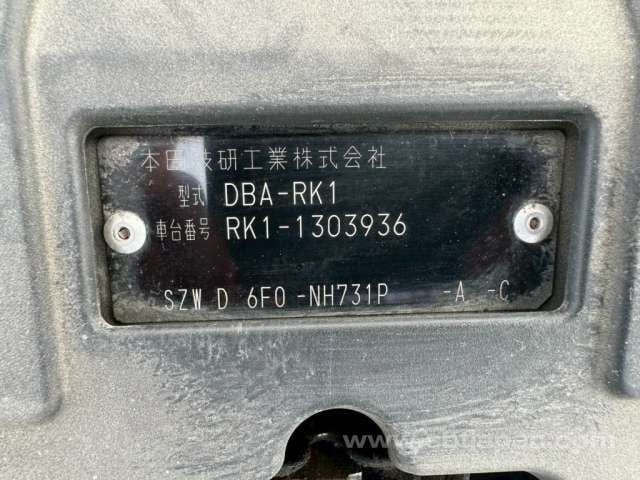 本田技研工業株式会社
型式 DBA-RK1
車台番号 RK1-1303936
SZW D 6F0 -NH731P -A -C